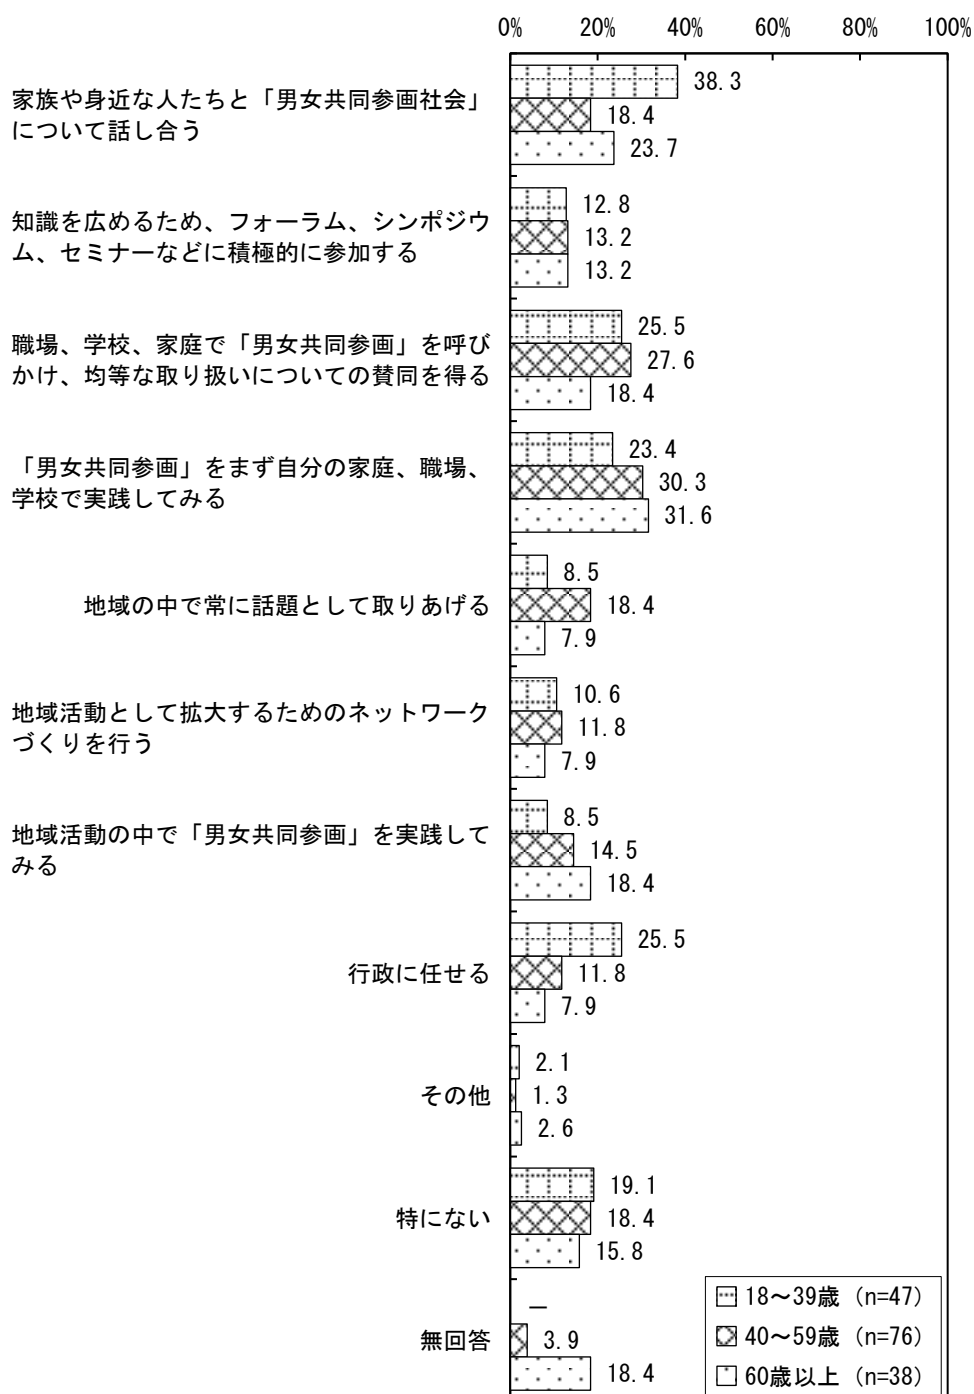 0% 20% 40% 60% 80% 100%
家族や身近な人たちと「男女共同参画社会」
について話し合う
38.3
18.4
23.7
知識を広めるため、フォーラム、シンポジウ
ム、セミナーなどに積極的に参加する
12.8
13.2
13.2
職場、学校、家庭で「男女共同参画」を呼び
かけ、均等な取り扱いについての賛同を得る
25.5
27.6
18.4
「男女共同参画」をまず自分の家庭、職場、
学校で実践してみる
23.4
30.3
31.6
地域の中で常に話題として取りあげる
8.5
18.4
7.9
地域活動として拡大するためのネットワーク
づくりを行う
10.6
11.8
7.9
地域活動の中で「男女共同参画」を実践して
みる
8.5
14.5
18.4
行政に任せる
25.5
11.8
7.9
その他
2.1
1.3
2.6
特にない
19.1
18.4
15.8
無回答
－
3.9
18.4
18～39歳 (n=47)
40～59歳 (n=76)
60歳以上 (n=38)